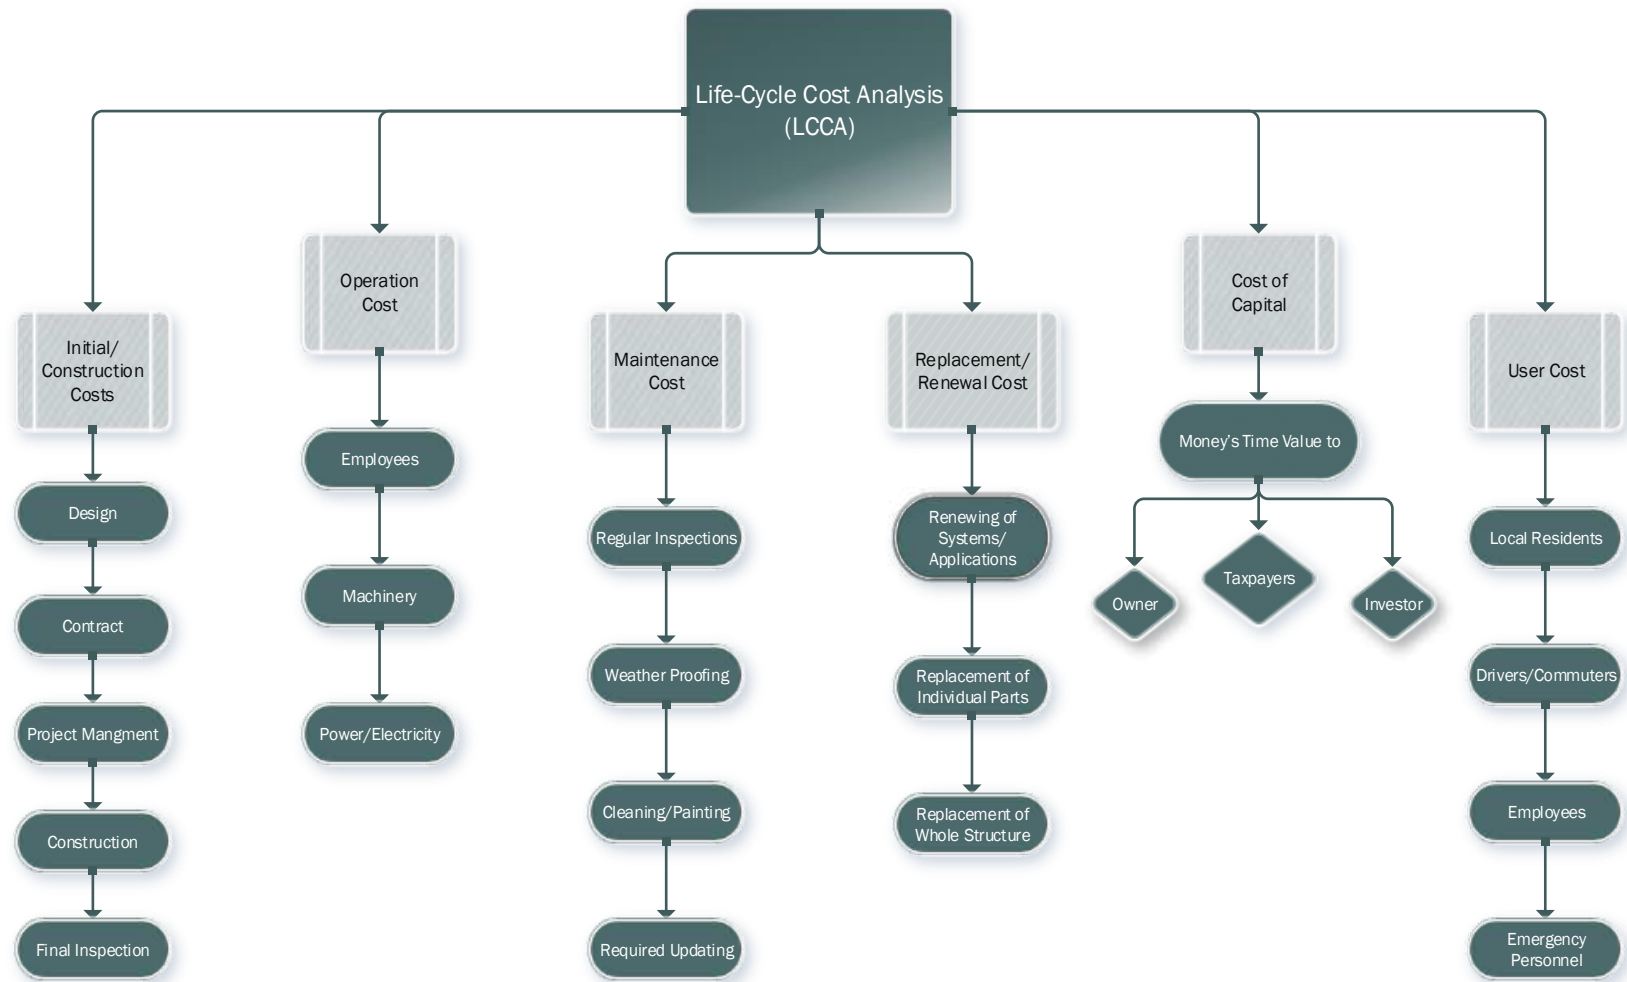 Life-Cycle Cost Analysis
(LCCA)
Initial/
Construction
Costs
Design
Contract
Project Mangment
Construction
Final Inspection
Operation
Cost
Employees
Machinery
Power/Electricity
Maintenance
Cost
Regular Inspections
Weather Proofing
Cleaning/Painting
Required Updating
Replacement/
Renewal Cost
Renewing of
Systems/
Applications
Replacement of
Individual Parts
Replacement of
Whole Structure
Cost of
Capital
Money's Time Value to
Owner
Taxpayers
Investor
User Cost
Local Residents
Drivers/Commuters
Employees
Emergency
Personnel